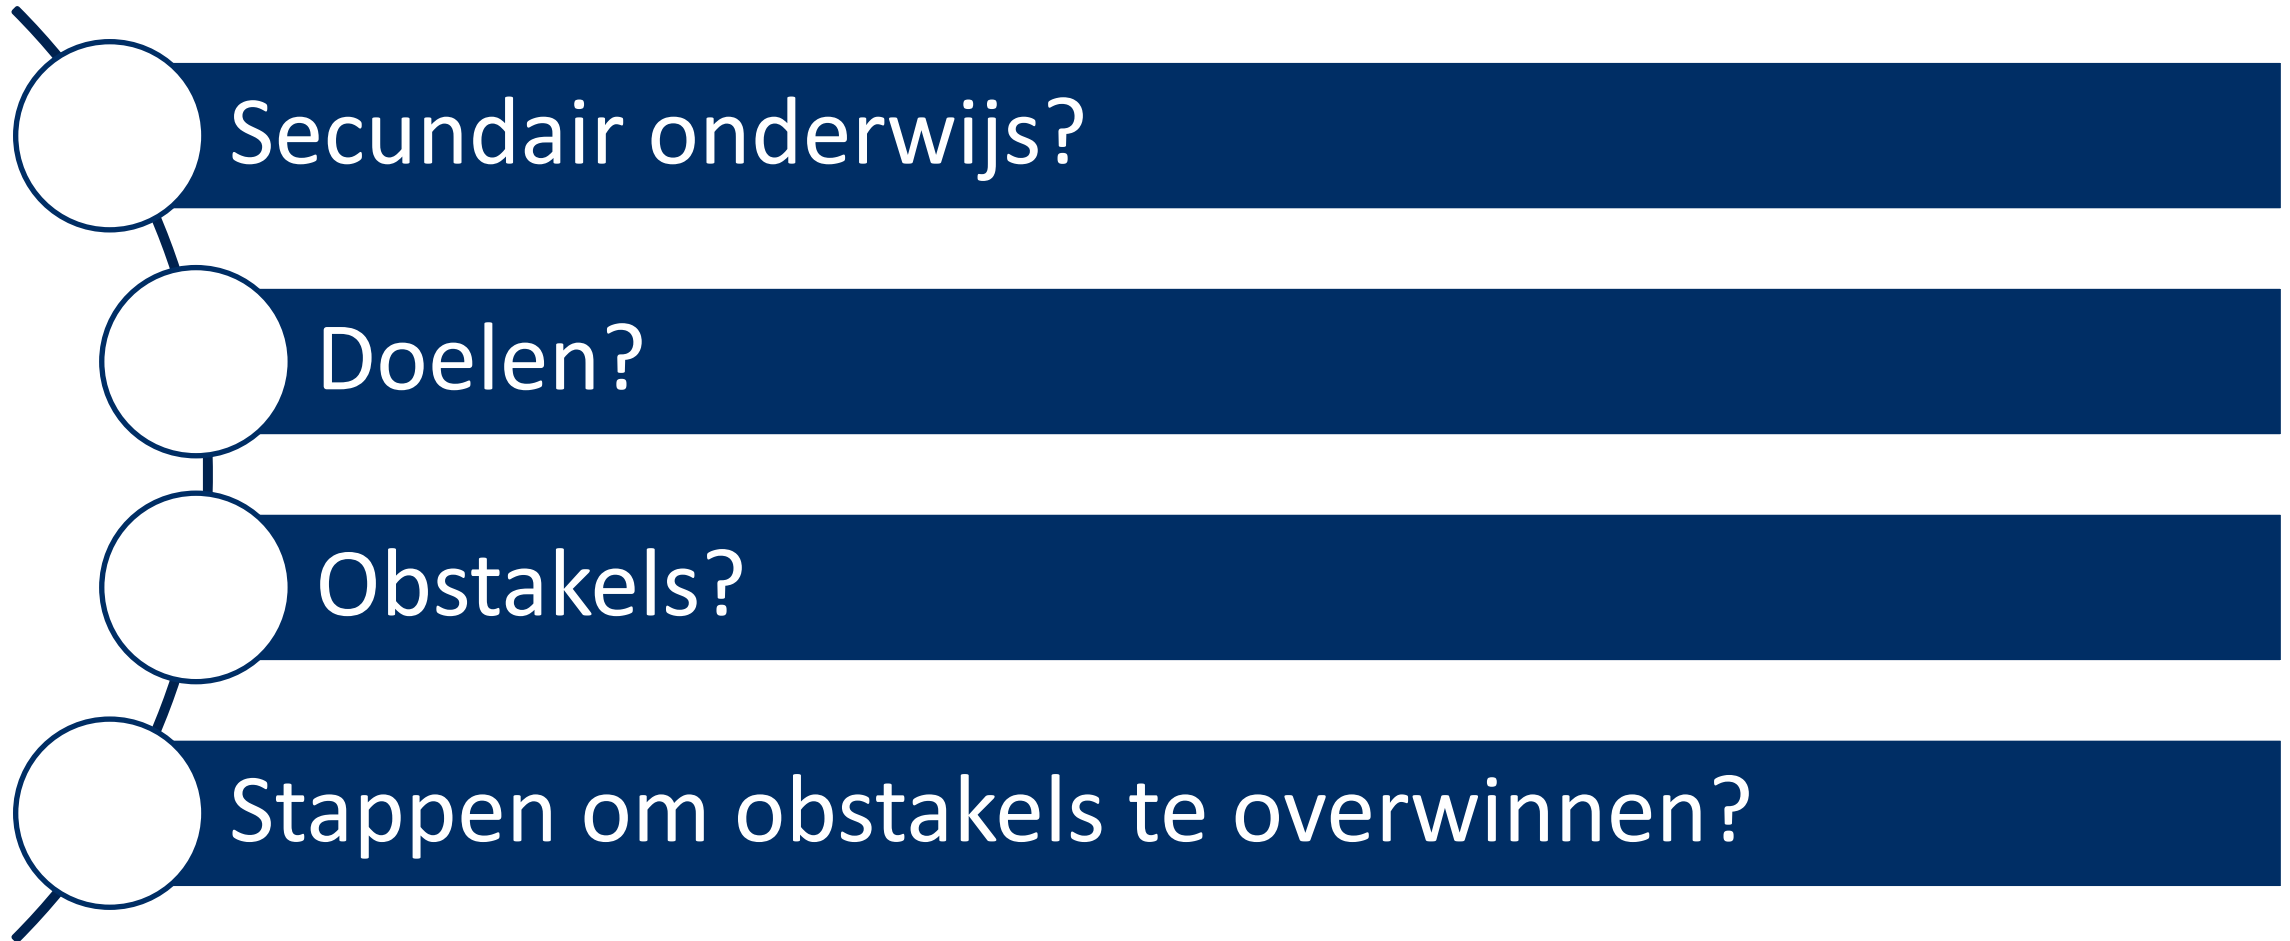 Secundair onderwijs?
Doelen?
Obstakels?
Stappen om obstakels te overwinnen?